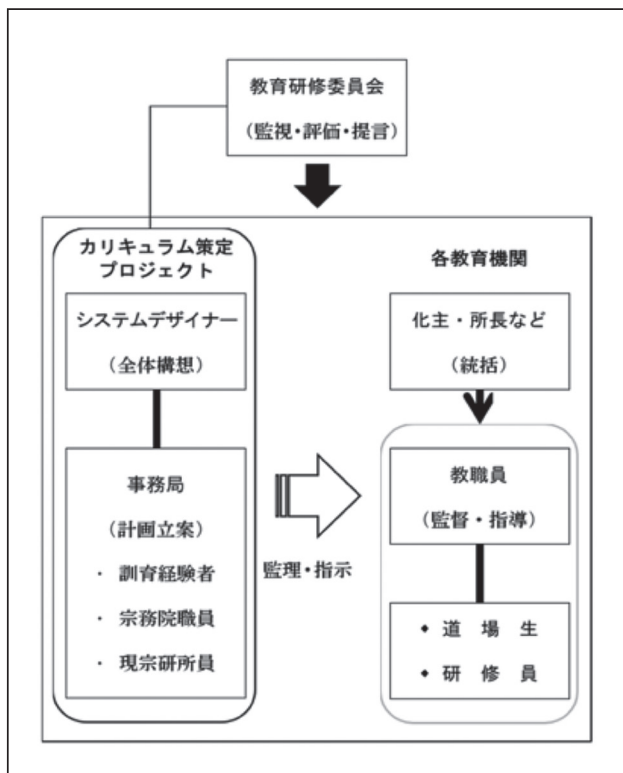 教育研修委員会
（監視・評価・提言）
カリキュラム策定
プロジェクト
システムデザイナー
（全体構想）
事務局
（計画立案）
・ 訓育経験者
・ 宗務院職員
・ 現宗研所員
監理・指示
各教育機関
化主・所長など
（統括）
教職員
（監督・指導）
◆ 道 場 生
◆ 研 修 員